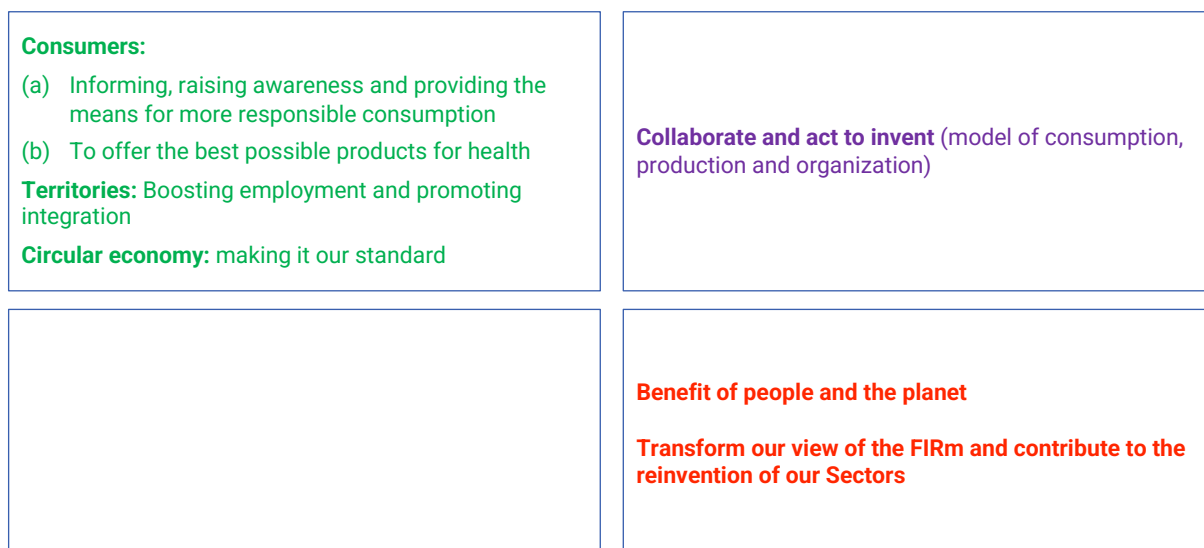 Consumers:
(a) Informing, raising awareness and providing the
means for more responsible consumption
(b) To offer the best possible products for health
Territories: Boosting employment and promoting
integration
Circular economy: making it our standard
Collaborate and act to invent (model of consumption,
production and organization)
Benefit of people and the planet
Transform our view of the FIRm and contribute to the
reinvention of our Sectors